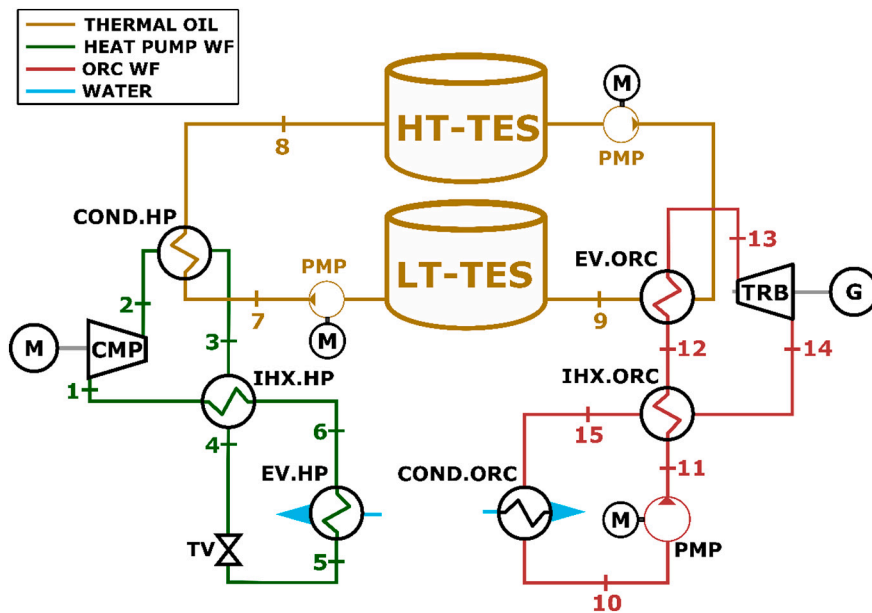 THERMAL OIL
HEAT PUMP WF
ORC WF
WATER
HT-TES
M
PMP
8
COND.HP
LT-TES
EV.ORC
13
PMP
2
7
9
TRB
G
M
CMP
3
M
12
14
1
IHX.HP
IHX.ORC
4
6
15
EV.HP
COND.ORC
11
TV
M
PMP
5
10